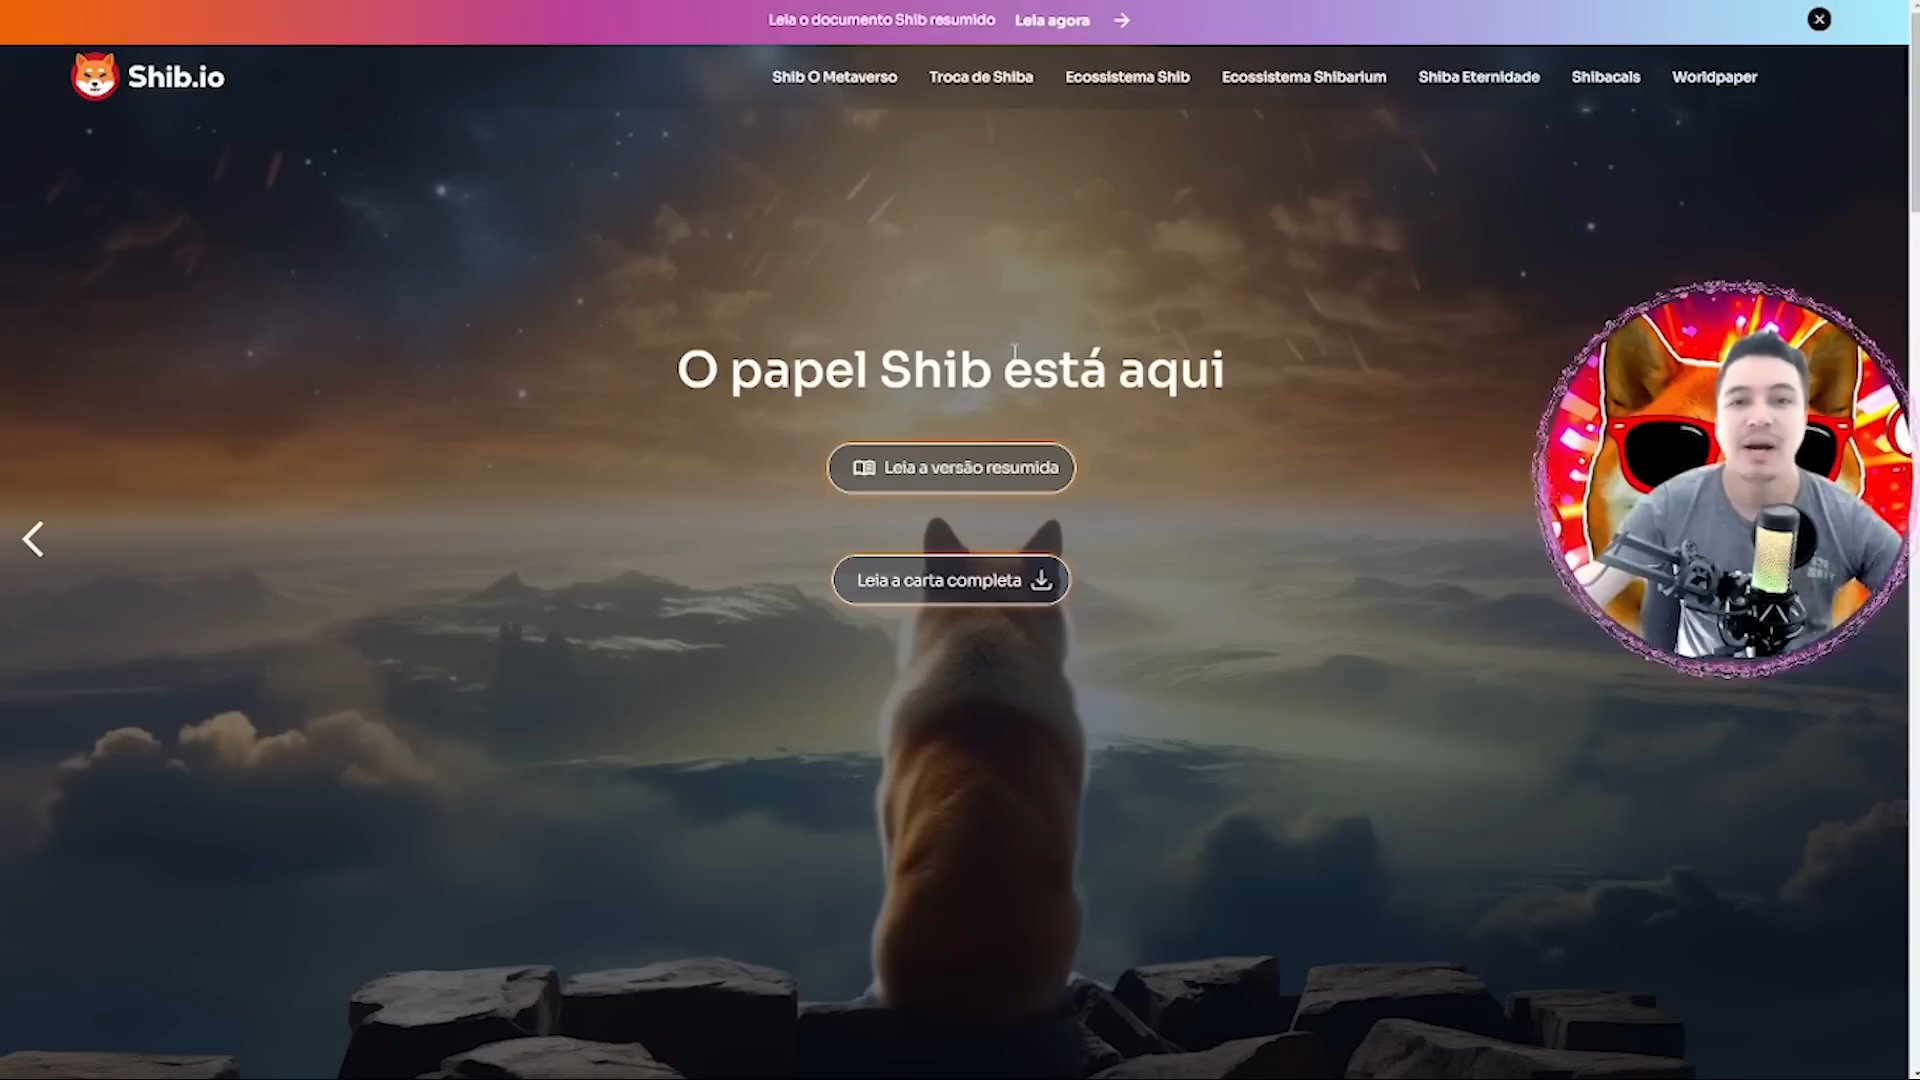 Leia o documento Shib resumido Leia agora
Shib.io
Shib O Metaverso Troca de Shiba Ecossistema Shib Ecossistema Shibarium Shiba Eternidade Shibacals Worldpaper
O papel Shib está aqui
Leia a versão resumida
Leia a carta completa